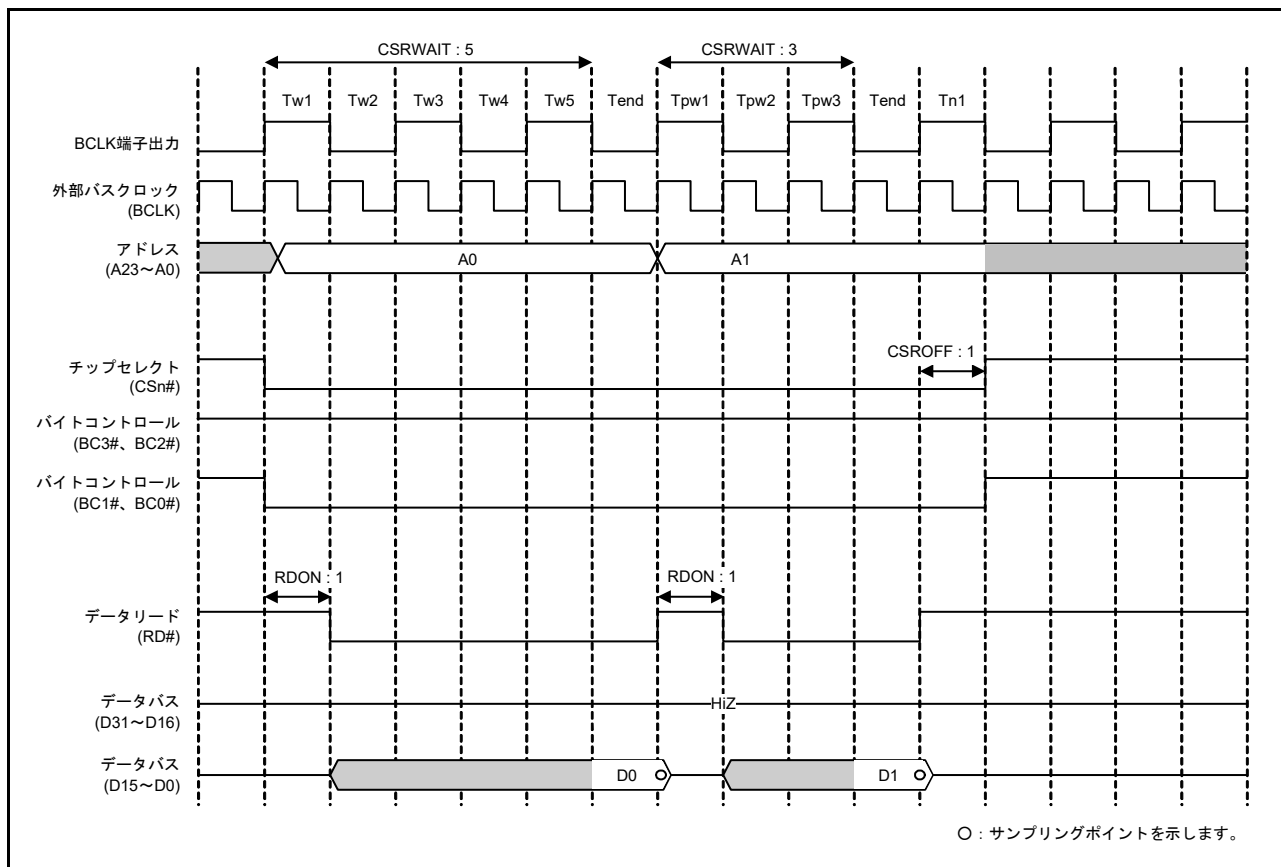 CSRWAIT : 5
CSRWAIT : 3
Tw1 Tw2 Tw3 Tw4 Tw5 Tend Tpw1 Tpw2 Tpw3 Tend Tn1
BCLK端子出力
外部バスクロック
(BCLK)
アドレス
(A23～A0)
A0
A1
チップセレクト
(CSn#)
CSROFF : 1
バイトコントロール
(BC3#、BC2#)
バイトコントロール
(BC1#、BC0#)
RDON : 1
RDON : 1
データリード
(RD#)
データバス
(D31～D16)
HiZ
データバス
(D15～D0)
D0
D1
○ : サンプリングポイントを示します。